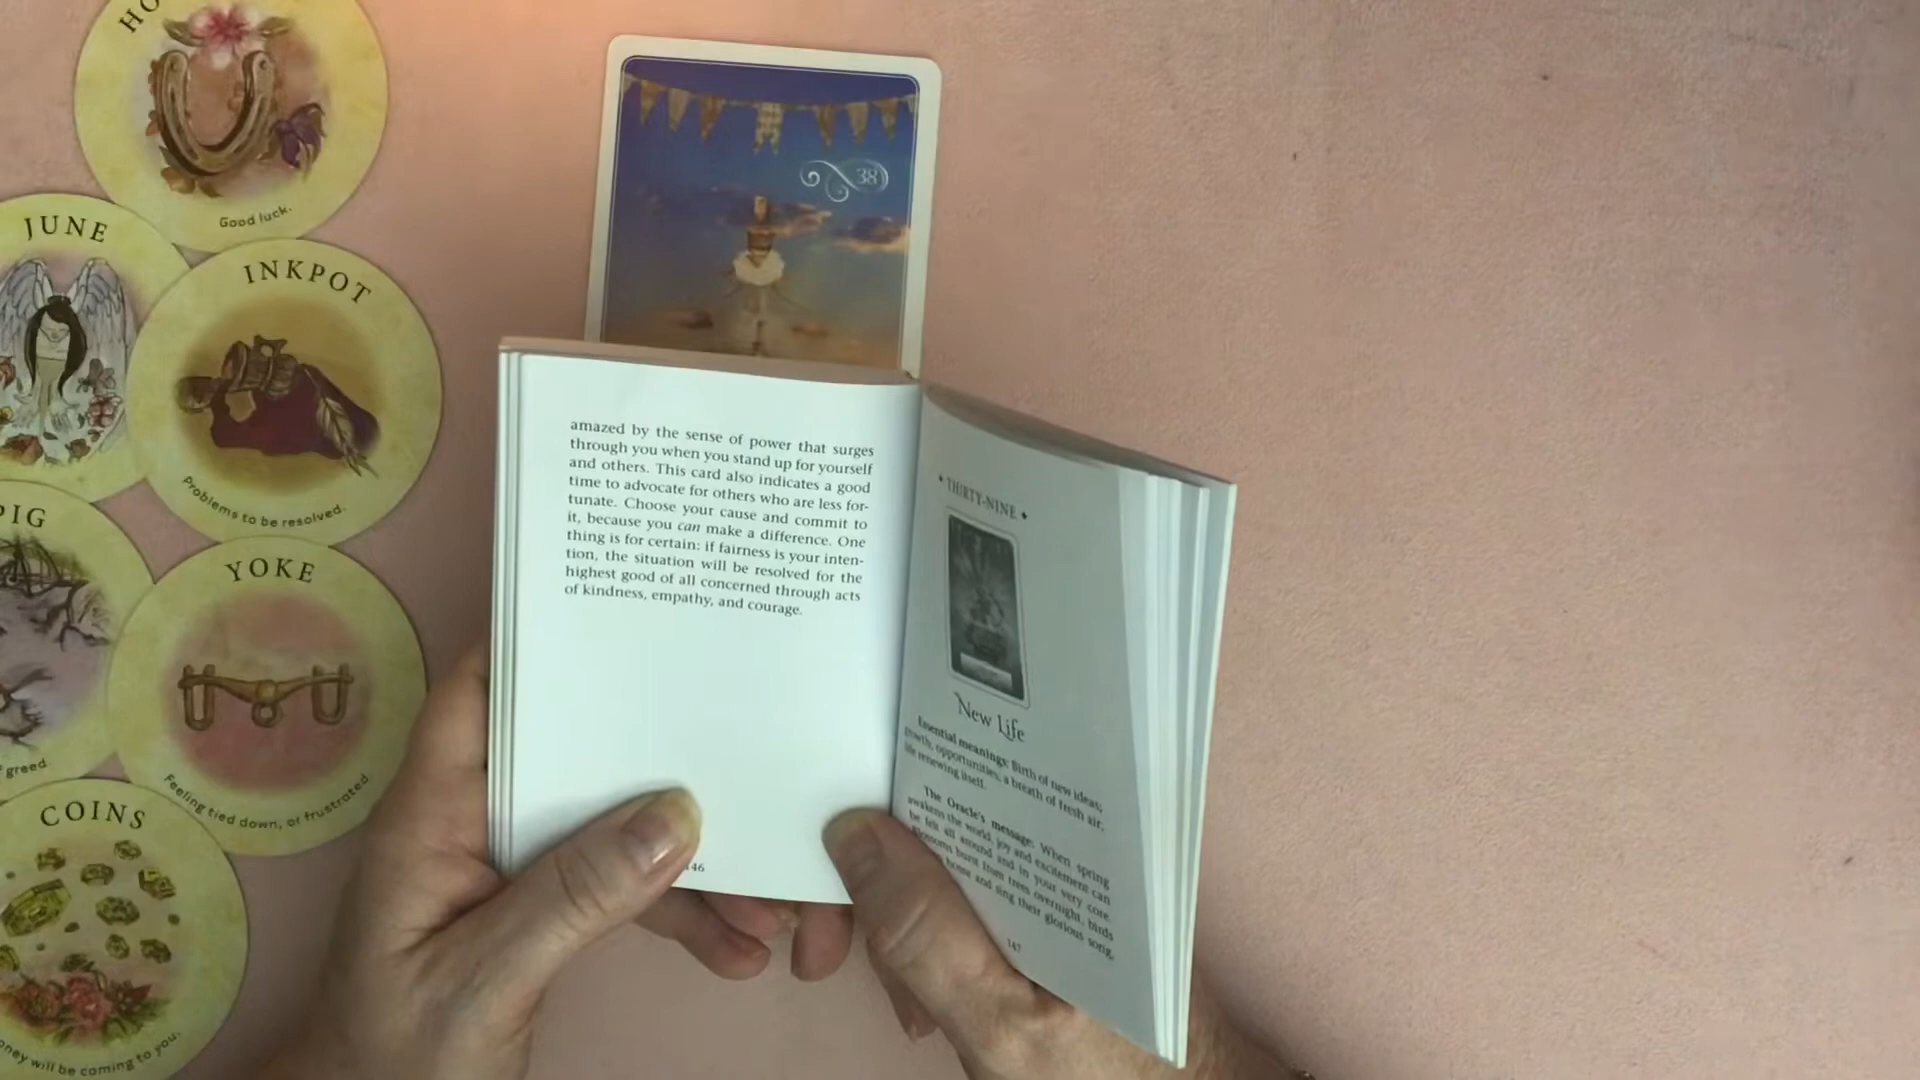 HO
Good luck.
JUNE
INKPOT
Problems to be resolved.
PIG
greed
YOKE
Feeling tied down, or frustrated
COINS
oney will be coming to you.
38
amazed by the sense of power that surges
through you when you stand up for yourself
and others. This card also indicates a good
time to advocate for others who are less for-
tunate. Choose your cause and commit to
it, because you can make a difference. One
thing is for certain: if fairness is your inten-
tion, the situation will be resolved for the
highest good of all concerned through acts
of kindness, empathy, and courage.
146
• THIRTY-NINE •
New Life
Essential meanings: Birth of new ideas;
growth, opportunities; a breath of fresh air;
life renewing itself.
The Oracle's message: When spring
awakens the world, joy and excitement can
be felt all around and in your very core.
Blossoms burst from trees overnight, birds
home and sing their glorious song,
147